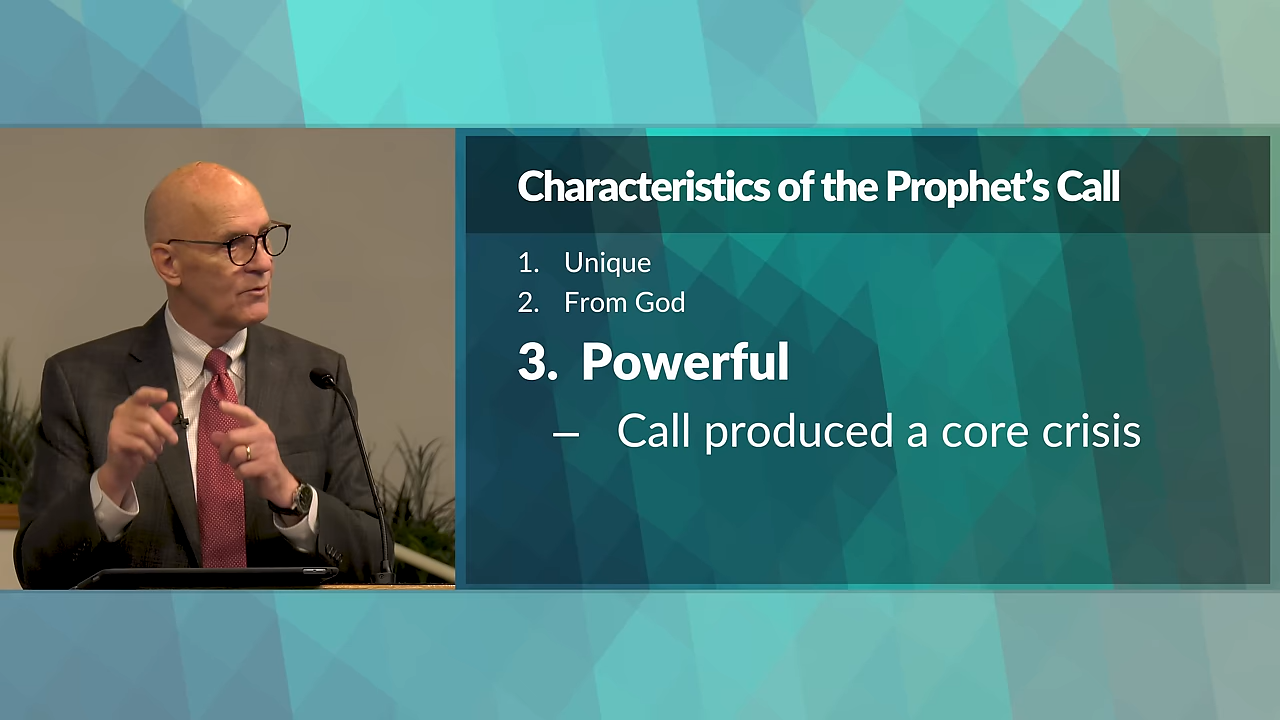 Characteristics of the Prophet’s Call
1. Unique
2. From God
3. Powerful
– Call produced a core crisis